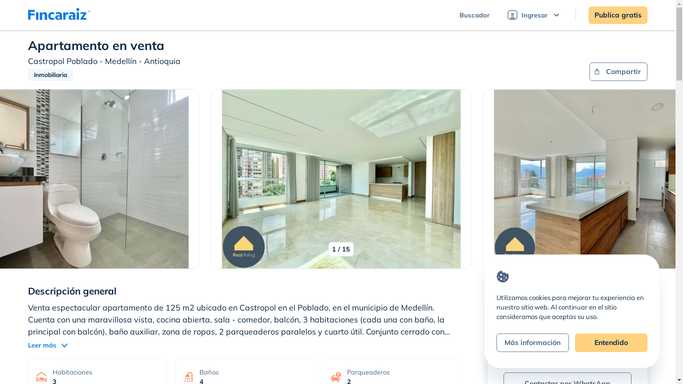 Fincaraiz
Buscador
Ingresar
Publica gratis
Apartamento en venta
Castropol Poblado - Medellín - Antioquia
Inmobiliaria
Compartir
1 / 15
Descripción general
Venta espectacular apartamento de 125 m2 ubicado en Castropol en el Poblado, en el municipio de Medellín.
Cuenta con una maravillosa vista, cocina abierta, sala - comedor, balcón, 3 habitaciones (cada una con baño, la
principal con balcón), baño auxiliar, zona de ropas, 2 parqueaderos paralelos y cuarto útil. Conjunto cerrado con...
Leer más
Habitaciones
3
Baños
4
Parqueaderos
2
Utilizamos cookies para mejorar tu experiencia en
nuestro sitio web. Al continuar en el sitio
consideramos que aceptas su uso.
Más información
Entendido
Contactar por WhatsApp